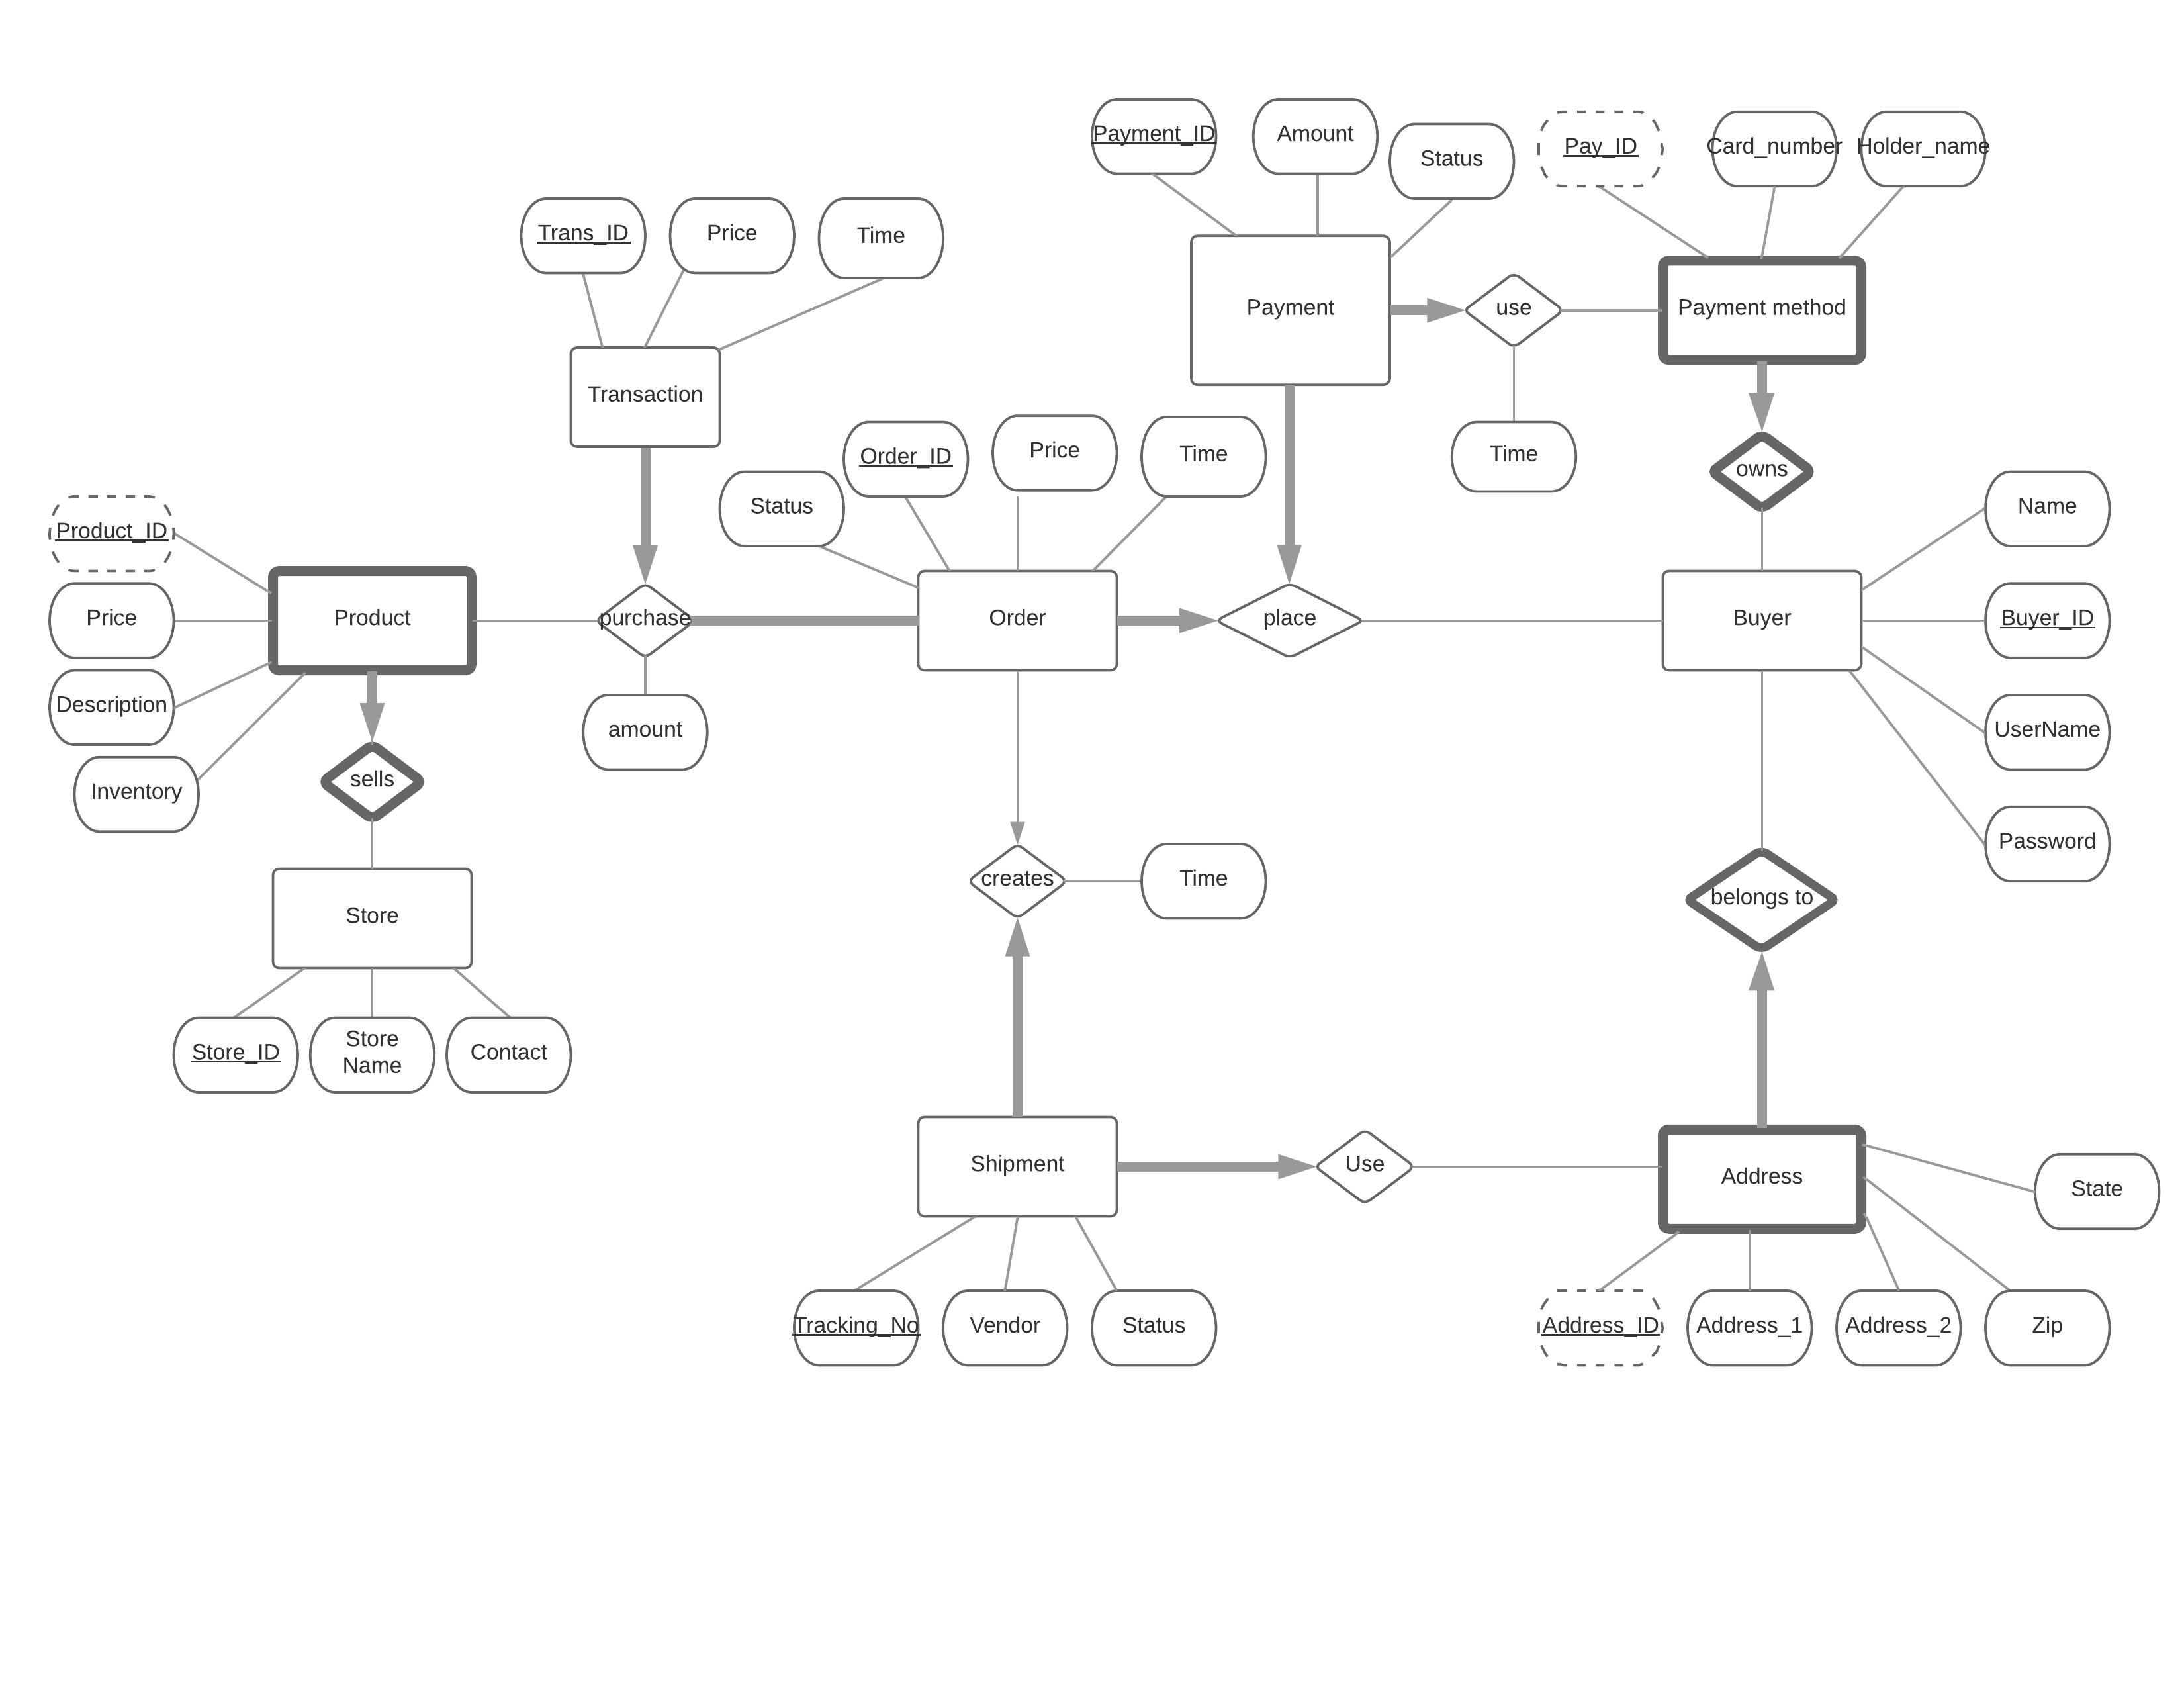 Payment_ID
Amount
Status
Pay_ID
Card_number
Holder_name
Trans_ID
Price
Time
Payment
use
Payment method
Transaction
Order_ID
Price
Time
Time
owns
Status
Name
Product_ID
Price
Product
purchase
Order
place
Buyer
Buyer_ID
Description
amount
UserName
Inventory
sells
Password
Store
creates
Time
belongs to
Store_ID
Store
Name
Contact
Shipment
Use
Address
State
Tracking_No
Vendor
Status
Address_ID
Address_1
Address_2
Zip